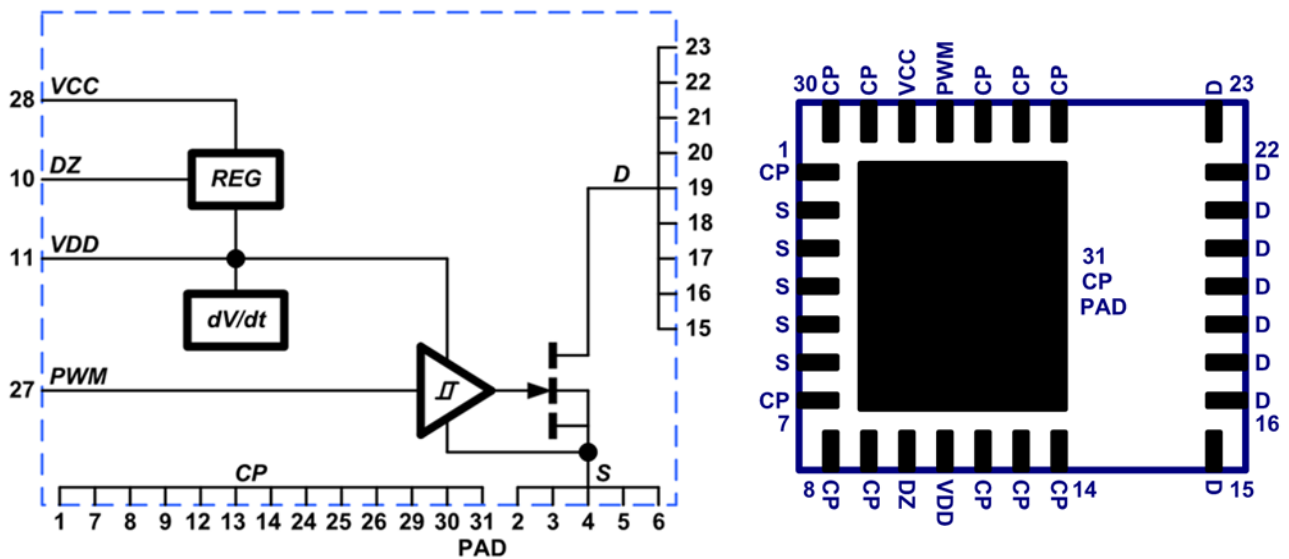 28 VCC
10 DZ
REG
11 VDD
dV/dt
27 PWM
D
23
22
21
20
19
18
17
16
15
CP
S
1 7 8 9 12 13 14 24 25 26 29 30 31 2 3 4 5 6
PAD
30 CP CP VCC PWM CP CP CP D 23
1
CP
S
S
S
S
S
CP
7
31
CP
PAD
22
D
D
D
D
D
D
D
16
8 CP CP DZ VDD CP CP CP 14 D 15